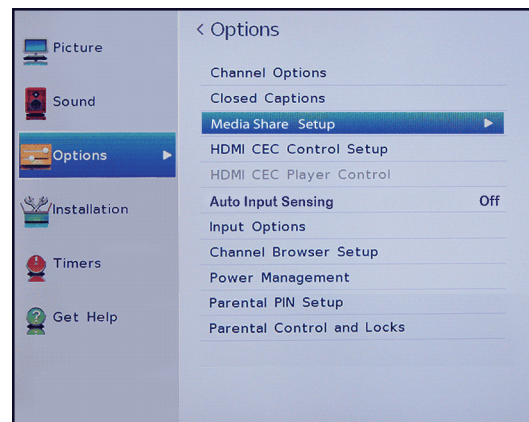 Picture
Sound
Options
Installation
Timers
Get Help
< Options
Channel Options
Closed Captions
Media Share Setup
HDMI CEC Control Setup
HDMI CEC Player Control
Auto Input Sensing Off
Input Options
Channel Browser Setup
Power Management
Parental PIN Setup
Parental Control and Locks